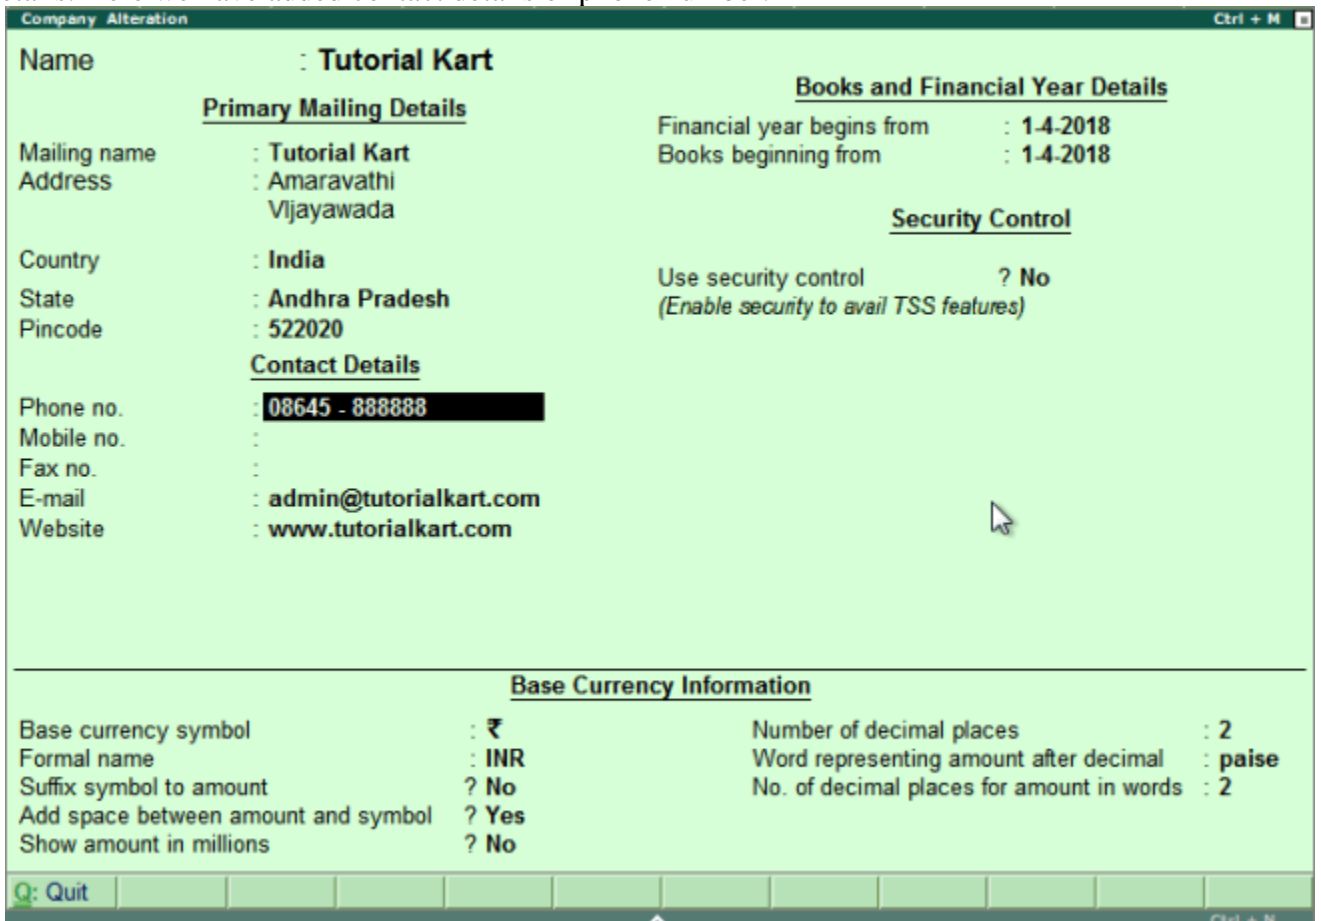 Company Alteration Ctrl + M
Name : Tutorial Kart
Primary Mailing Details
Mailing name : Tutorial Kart
Address : Amaravathi
VIjayawada
Country : India
State : Andhra Pradesh
Pincode : 522020
Contact Details
Phone no. : 08645 - 888888
Mobile no. :
Fax no. :
E-mail : admin@tutorialkart.com
Website : www.tutorialkart.com
Books and Financial Year Details
Financial year begins from : 1-4-2018
Books beginning from : 1-4-2018
Security Control
Use security control ? No
(Enable security to avail TSS features)
Base Currency Information
Base currency symbol : ₹
Formal name : INR
Suffix symbol to amount ? No
Add space between amount and symbol ? Yes
Show amount in millions ? No
Number of decimal places : 2
Word representing amount after decimal : paise
No. of decimal places for amount in words : 2
Q: Quit
Ctrl + N